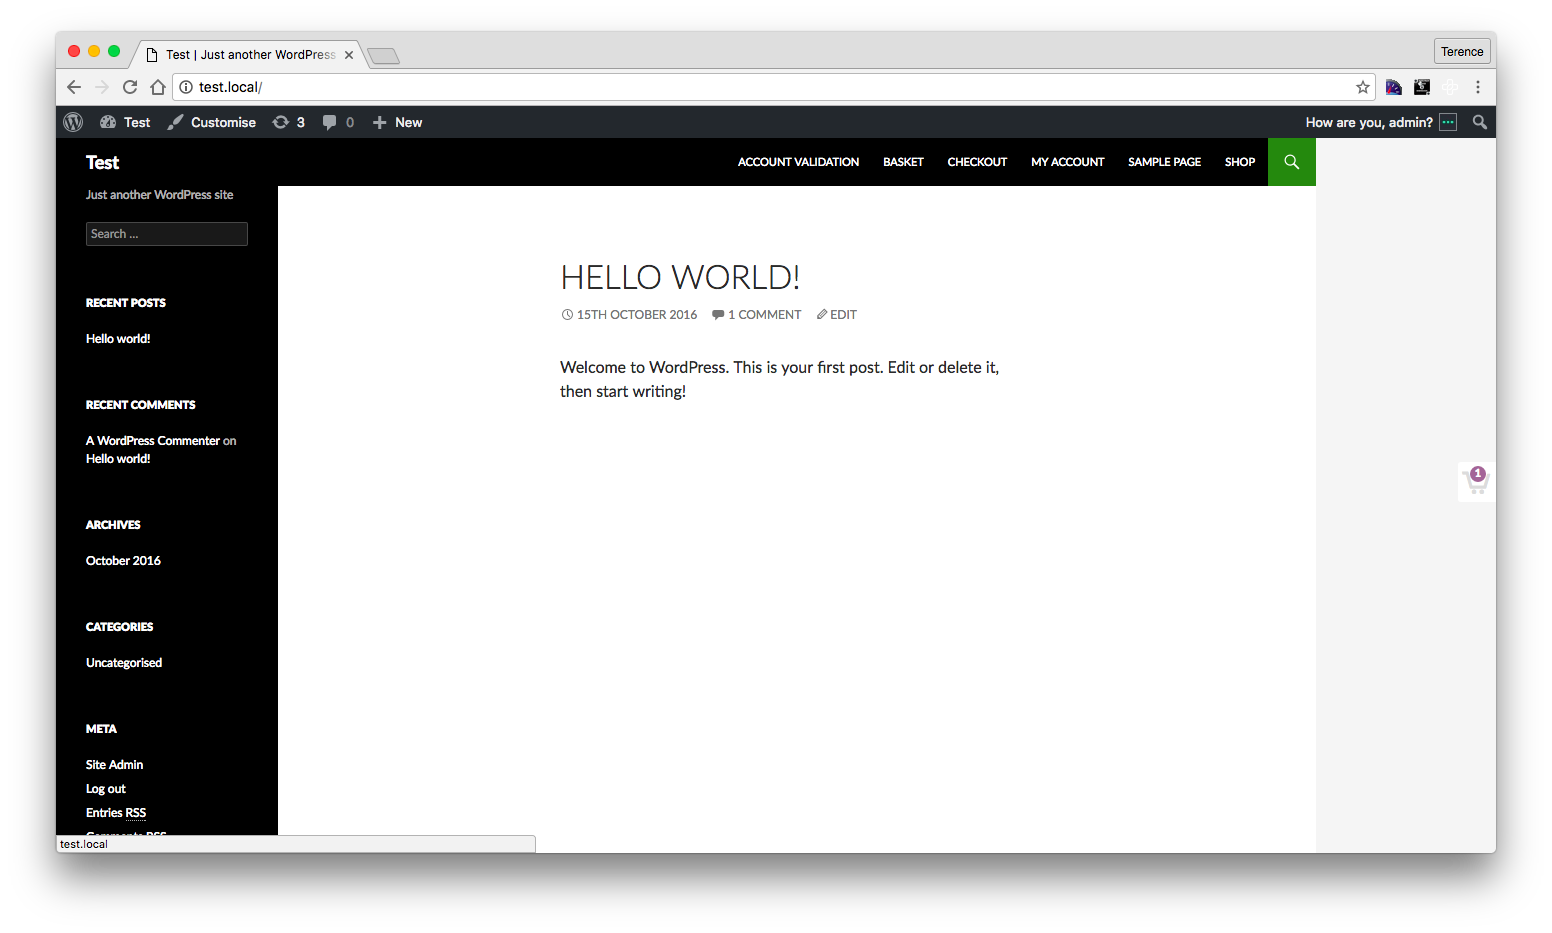 Test | Just another WordPress
Terence
test.local/
Test Customise 3 0 New How are you, admin?
Test
ACCOUNT VALIDATION BASKET CHECKOUT MY ACCOUNT SAMPLE PAGE SHOP
Just another WordPress site
Search ...
RECENT POSTS
Hello world!
RECENT COMMENTS
A WordPress Commenter on
Hello world!
ARCHIVES
October 2016
CATEGORIES
Uncategorised
META
Site Admin
Log out
Entries RSS
Comments RSS
test.local
HELLO WORLD!
15TH OCTOBER 2016 1 COMMENT EDIT
Welcome to WordPress. This is your first post. Edit or delete it,
then start writing!
1